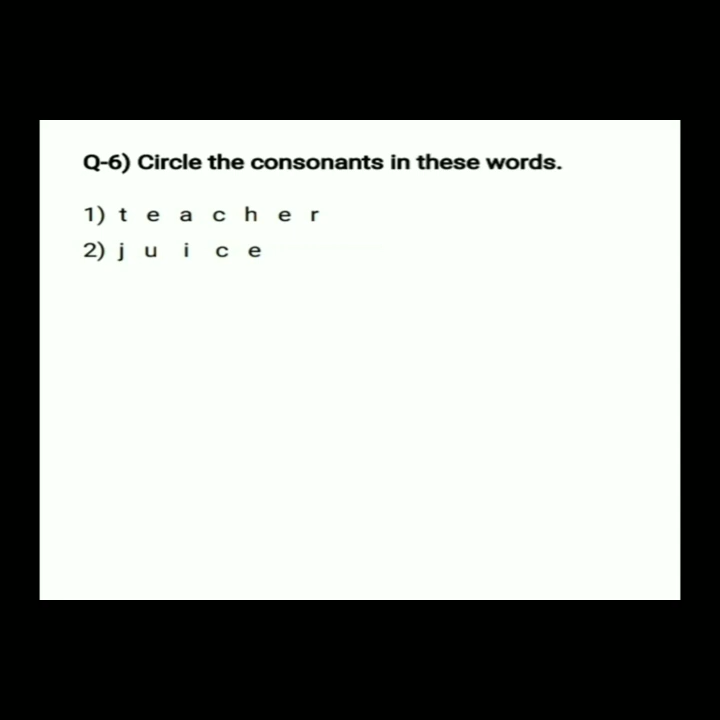 Q-6) Circle the consonants in these words.
1) t e a c h e r
2) j u i c e